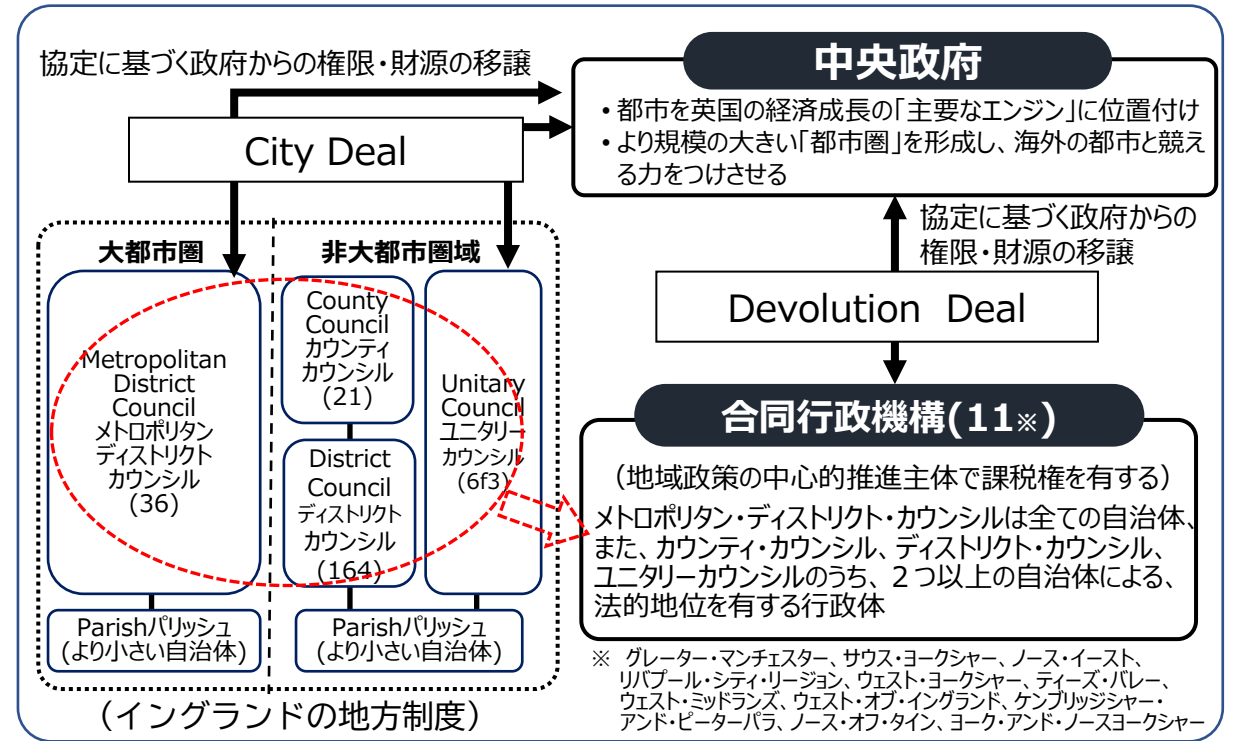 協定に基づく政府からの権限・財源の移譲
City Deal
中央政府
・都市を英国の経済成長の「主要なエンジン」に位置付け
・より規模の大きい「都市圏」を形成し、海外の都市と競え
る力をつけさせる
協定に基づく政府からの
権限・財源の移譲
Devolution Deal
大都市圏
非大都市圏域
Metropolitan
District
Council
メトロポリタン
ディストリクト
カウンシル
(36)
County
Council
カウンティ
カウンシル
(21)
District
Council
ディストリクト
カウンシル
(164)
Unitary
Council
ユニタリー
カウンシル
(6f3)
Parishパリッシュ
(より小さい自治体)
Parishパリッシュ
(より小さい自治体)
(イングランドの地方制度)
合同行政機構(11※)
(地域政策の中心的推進主体で課税権を有する)
メトロポリタン・ディストリクト・カウンシルは全ての自治体、
また、カウンティ・カウンシル、ディストリクト・カウンシル、
ユニタリーカウンシルのうち、２つ以上の自治体による、
法的地位を有する行政体
※ グレーター・マンチェスター、サウス・ヨークシャー、ノース・イースト、
リバプール・シティ・リージョン、ウェスト・ヨークシャー、ティーズ・バレー、
ウェスト・ミッドランズ、ウェスト・オブ・イングランド、ケンブリッジシャー・
アンド・ピーターパラ、ノース・オフ・タイン、ヨーク・アンド・ノースヨークシャー